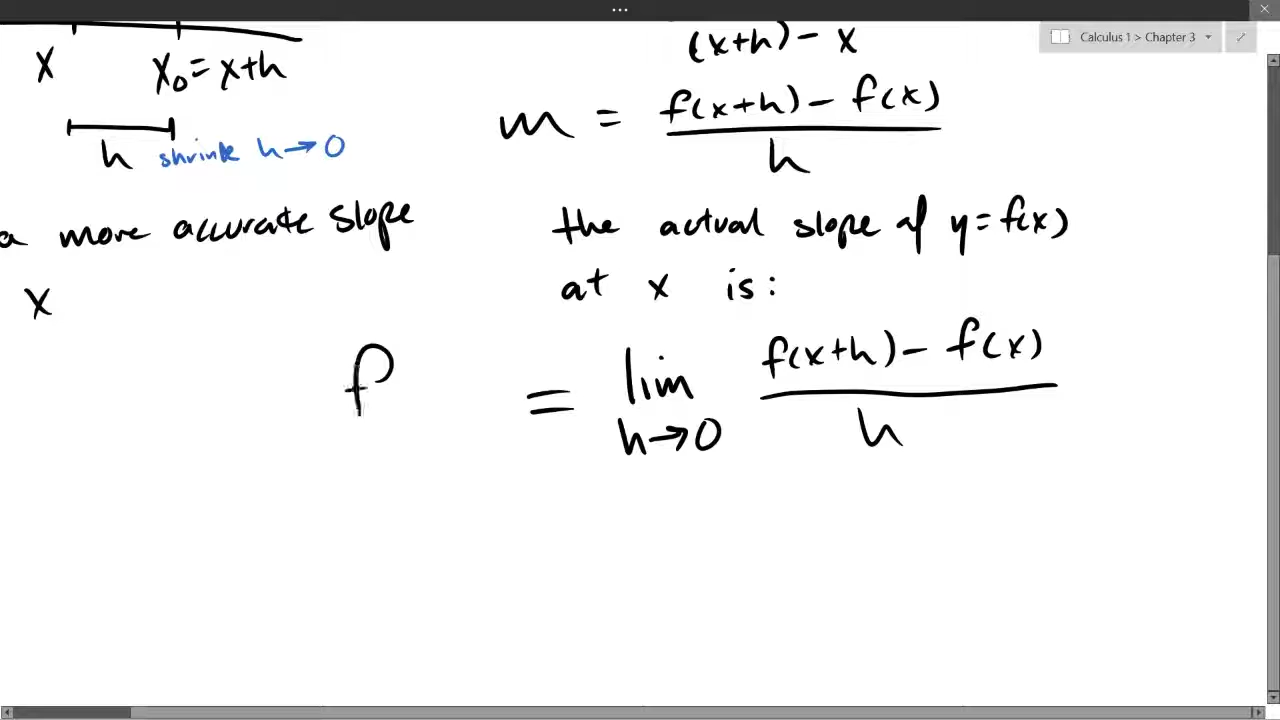 ...
Calculus 1 > Chapter 3
x x₀ = x+h
h shrink h→0
a more accurate slope
x
(x+h) - x
m = f(x+h) - f(x)
h
the actual slope of y = f(x)
at x is:
f = lim h→0 f(x+h) - f(x)
h